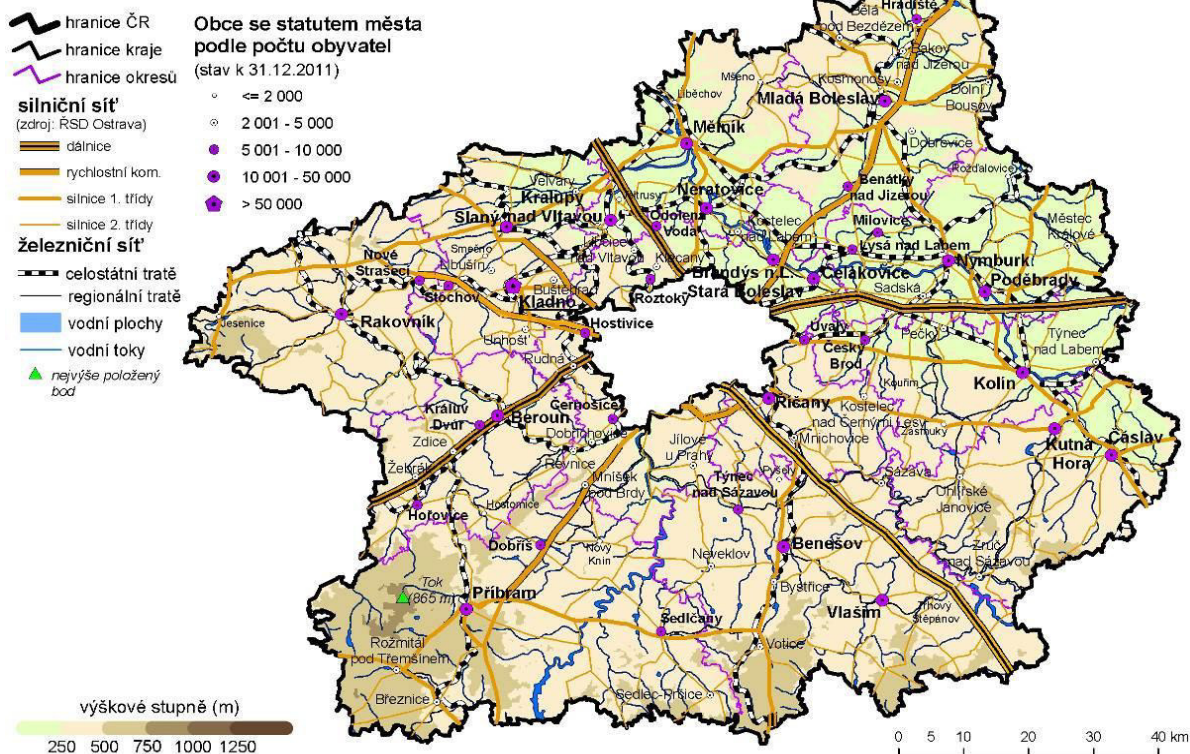 hranice ČR
hranice kraje
hranice okresů
silniční síť
(zdroj: ŘSD Ostrava)
dálnice
rychlostní kom.
silnice 1. třídy
silnice 2. třídy
železniční síť
celostátní tratě
regionální tratě
vodní plochy
vodní toky
nejvýše položený
bod
Obce se statutem města
podle počtu obyvatel
(stav k 31.12.2011)
<= 2 000
2 001 - 5 000
5 001 - 10 000
10 001 - 50 000
> 50 000
Hradiště
Bělá
pod Bezdězem
Bakov
nad Jizerou
Mšeno
Kosmonosy
Liběchov
Mladá Boleslav
Dolní
Bousov
Mělník
Dobrovice
Rožďalovice
Velvary
Kralupy
nad Vltavou
Neratovice
Benátky
nad Jizerou
Slaný
Odolena
Voda
Kostelec
nad Labem
Milovice
Městec
Králové
Nové
Strašecí
Smečno
Libušín
Libčice
nad Vltavou
Klecany
Lysá nad Labem
Nymburk
Brandýs n.L.
Stará Boleslav
Čelákovice
Sadská
Poděbrady
Stochov
Kladno
Buštěhrad
Roztoky
Jesenice
Rakovník
Hostivice
Unhošť
Rudná
Úvaly
Český
Brod
Pečky
Týnec
nad Labem
Kouřim
Kolín
Králův
Dvůr
Beroun
Černošice
Říčany
Kostelec
nad Černými Lesy
Zásmuky
Kutná
Hora
Čáslav
Zdice
Dobřichovice
Jílové
u Prahy
Mnichovice
Žebrák
Řevnice
Mníšek
pod Brdy
Týnec
nad Sázavou
Pyšely
Sázava
Uhlířské
Janovice
Hořovice
Hostomice
Dobříš
Nový
Knín
Neveklov
Benešov
Zruč
nad Sázavou
Tok
(865 m)
Příbram
Bystřice
Vlašim
Trhový
Štěpánov
Sedlčany
Rožmitál
pod Třemšínem
Votice
Březnice
Sedlec-Prčice
výškové stupně (m)
250 500 750 1000 1250
0 5 10 20 30 40 km